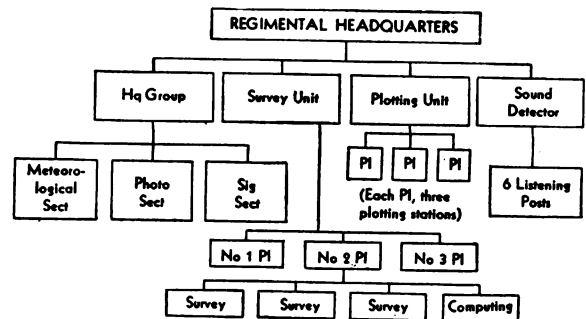 REGIMENTAL HEADQUARTERS
Hq Group
Survey Unit
Plotting Unit
Sound
Detector
Meteoro-
logical
Sect
Photo
Sect
Sig
Sect
Pl
Pl
Pl
(Each Pl, three
plotting stations)
6 Listening
Posts
No 1 Pl
No 2 Pl
No 3 Pl
Survey
Survey
Survey
Computing